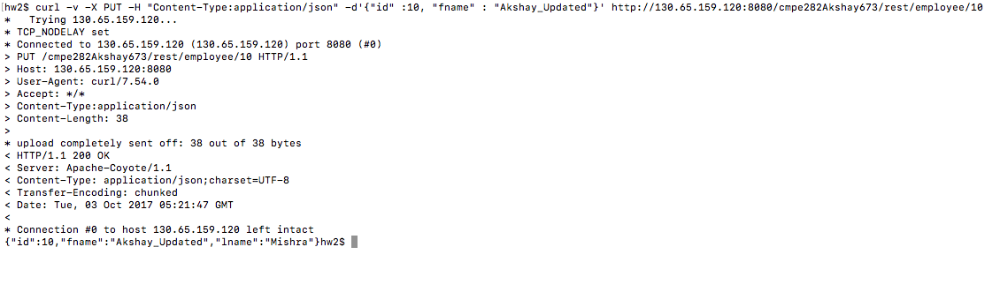 [hw2$ curl -v -X PUT -H "Content-Type:application/json" -d'{"id" :10, "fname" : "Akshay_Updated"}' http://130.65.159.120:8080/cmpe282Akshay673/rest/employee/10
*   Trying 130.65.159.120...
* TCP_NODELAY set
* Connected to 130.65.159.120 (130.65.159.120) port 8080 (#0)
> PUT /cmpe282Akshay673/rest/employee/10 HTTP/1.1
> Host: 130.65.159.120:8080
> User-Agent: curl/7.54.0
> Accept: */*
> Content-Type:application/json
> Content-Length: 38
>
* upload completely sent off: 38 out of 38 bytes
< HTTP/1.1 200 OK
< Server: Apache-Coyote/1.1
< Content-Type: application/json;charset=UTF-8
< Transfer-Encoding: chunked
< Date: Tue, 03 Oct 2017 05:21:47 GMT
<
* Connection #0 to host 130.65.159.120 left intact
{"id":10,"fname":"Akshay_Updated","lname":"Mishra"}hw2$